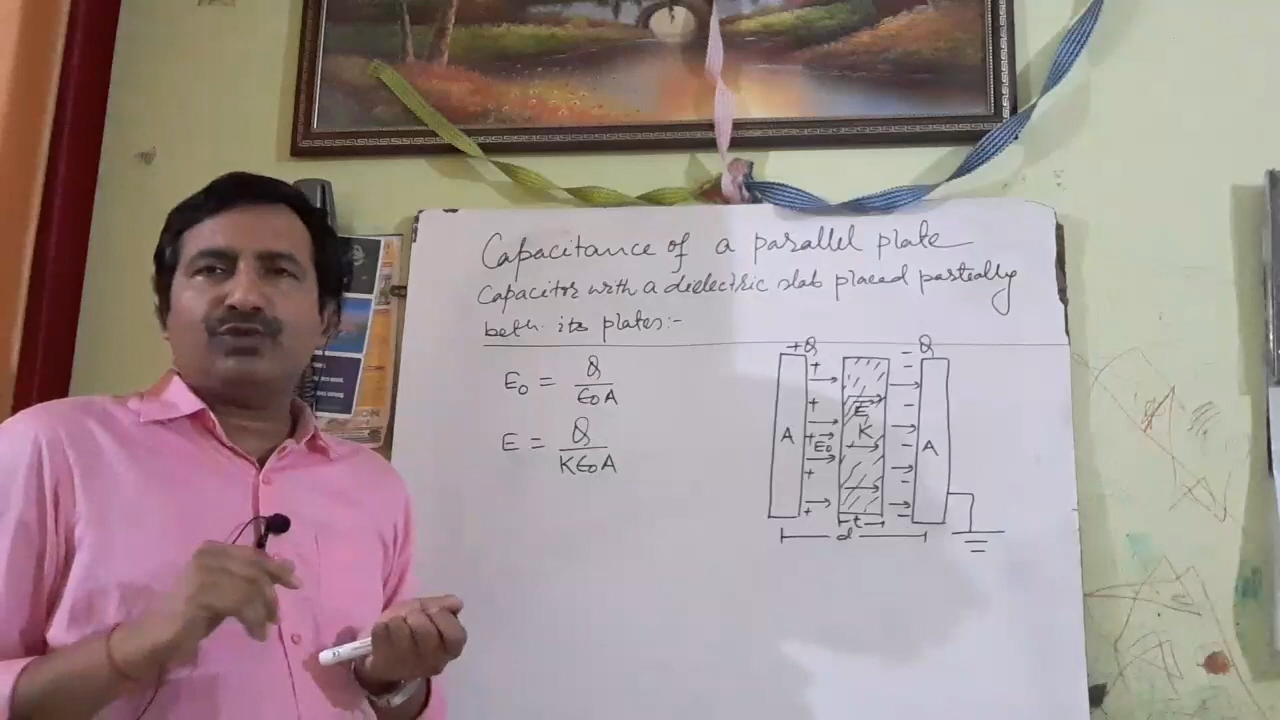 Capacitance of a parallel plate
Capacitor with a dielectric slab placed partially
betn. its plates:-
E₀ = Q/ϵ₀A
E = Q/Kϵ₀A
+Q
- Q
+ + + + + +
- - - - - - -
A
E₀
E
K
A
t
d